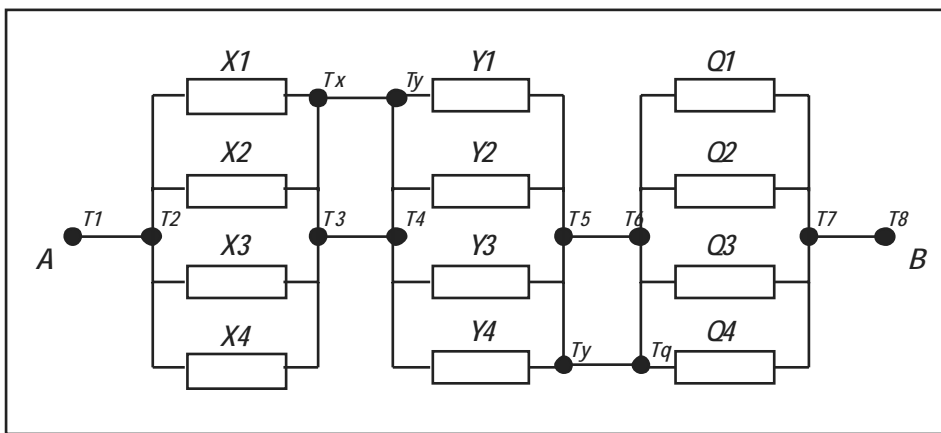 X1 Y1 Q1
Tx Ty
X2 Y2 Q2
T1 T2 T3 T4 T5 T6 T7 T8
A X3 Y3 Q3 B
X4 Y4 Q4
Ty Tq